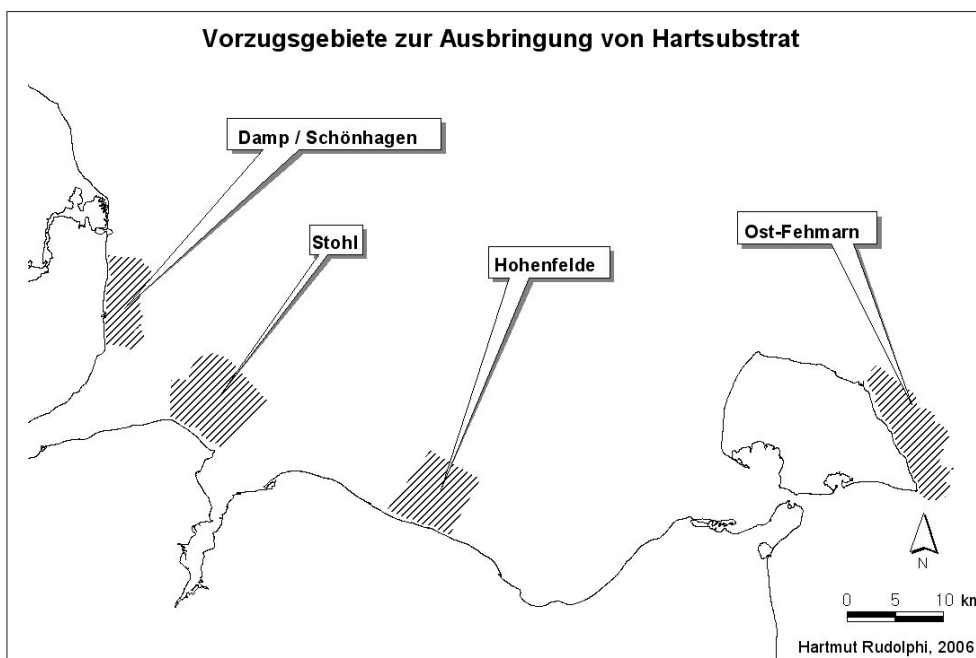 Vorzugsgebiete zur Ausbringung von Hartsubstrat
Damp / Schönhagen
Stohl
Hohenfelde
Ost-Fehmarn
N
0 5 10 km
Hartmut Rudolphi, 2006